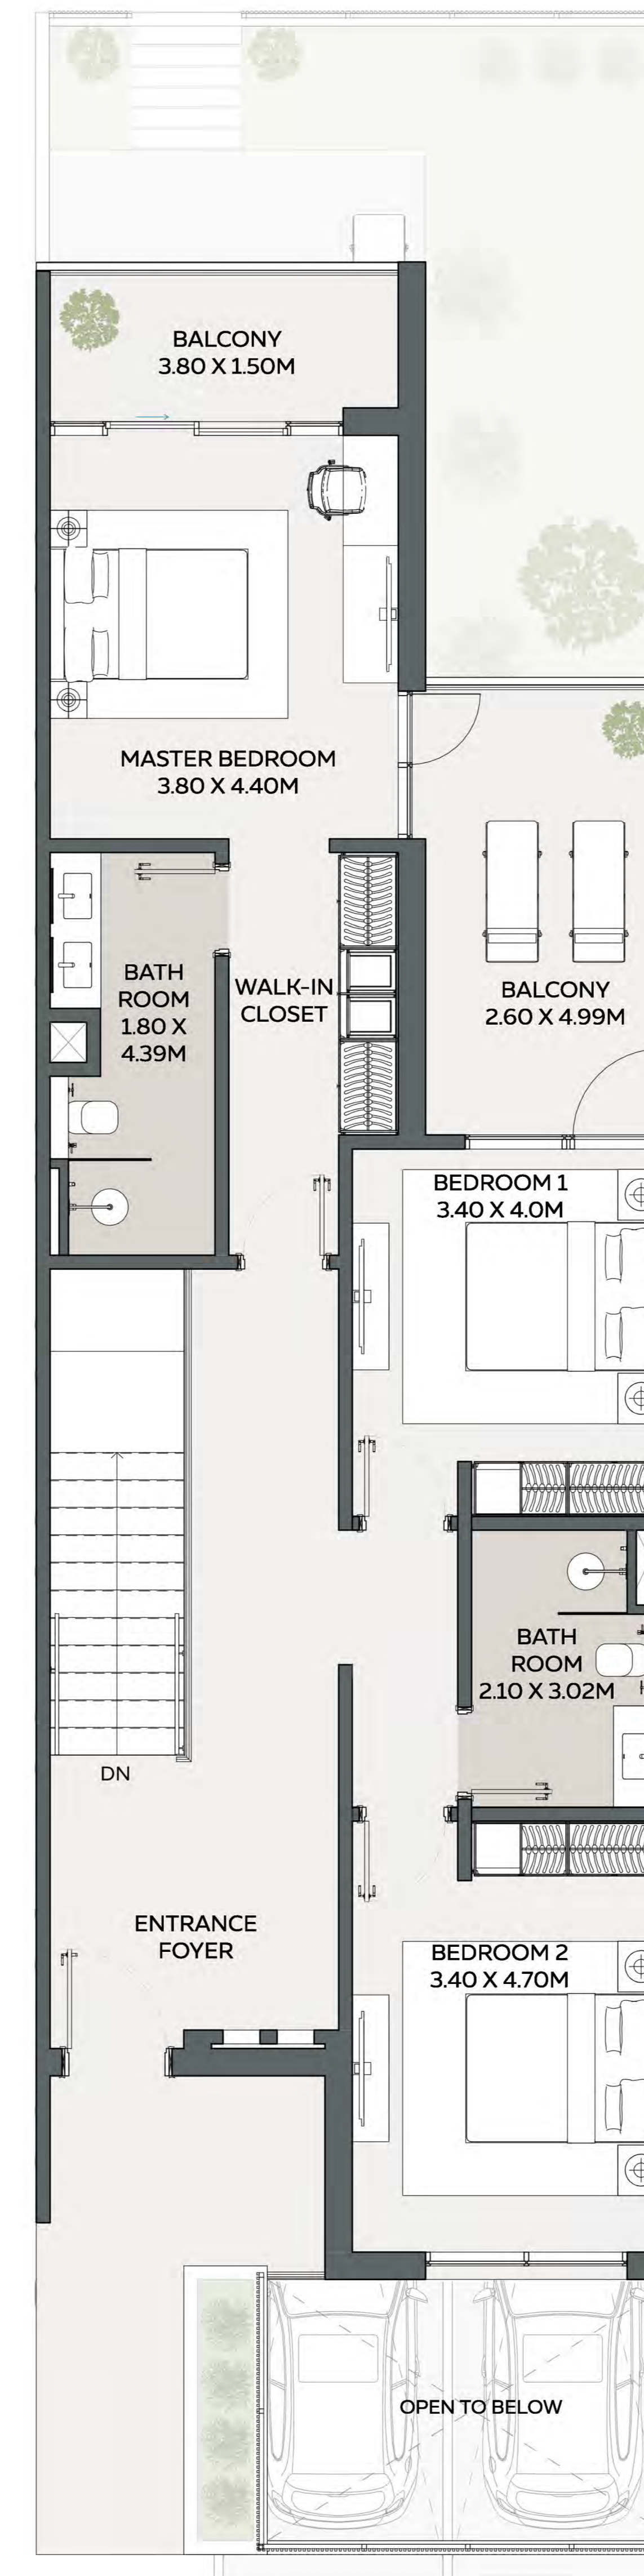 BALCONY
3.80 X 1.50M
MASTER BEDROOM
3.80 X 4.40M
BATH
ROOM
1.80 X
4.39M
WALK-IN
CLOSET
BALCONY
2.60 X 4.99M
BEDROOM 1
3.40 X 4.0M
BATH
ROOM
2.10 X 3.02M
DN
ENTRANCE
FOYER
BEDROOM 2
3.40 X 4.70M
OPEN TO BELOW